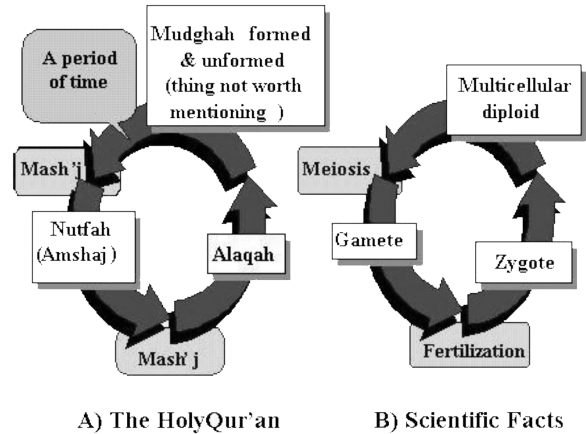 A period
of time
Mudghah formed
& unformed
(thing not worth
mentioning )
Mash'j
Nutfah
(Amshaj)
Alaqah
Mash'j
A) The HolyQur'an
Multicellular
diploid
Meiosis
Gamete
Zygote
Fertilization
B) Scientific Facts